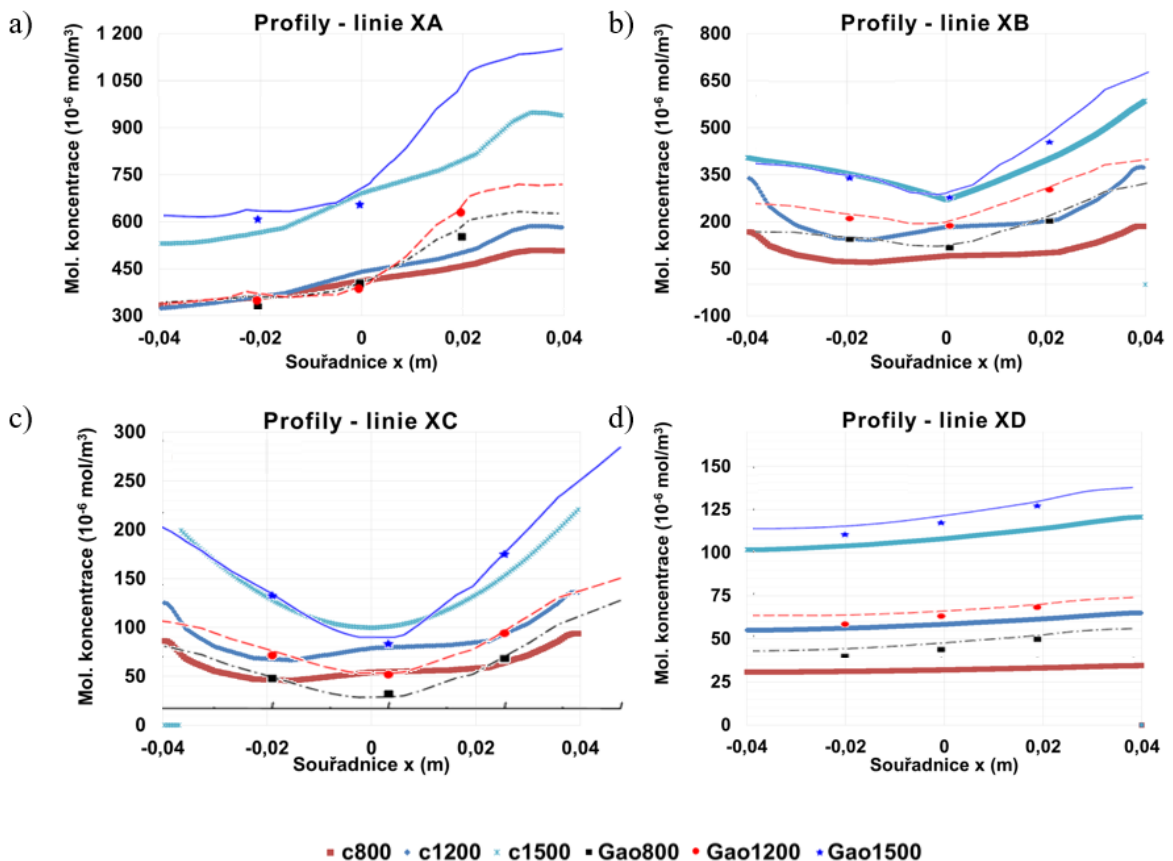 a)
Profily - linie XA
Mol. koncentrace (10⁻⁶ mol/m³)
1 200
1 050
900
750
600
450
300
-0,04
-0,02
0
0,02
0,04
Souřadnice x (m)
b)
Profily - linie XB
Mol. koncentrace (10⁻⁶ mol/m³)
800
650
500
350
200
50
-100
-0,04
-0,02
0
0,02
0,04
Souřadnice x (m)
c)
Profily - linie XC
Mol. koncentrace (10⁻⁶ mol/m³)
300
250
200
150
100
50
0
-0,04
-0,02
0
0,02
0,04
Souřadnice x (m)
d)
Profily - linie XD
Mol. koncentrace (10⁻⁶ mol/m³)
150
125
100
75
50
25
0
-0,04
-0,02
0
0,02
0,04
Souřadnice x (m)
c800 c1200 c1500 Gao800 Gao1200 Gao1500